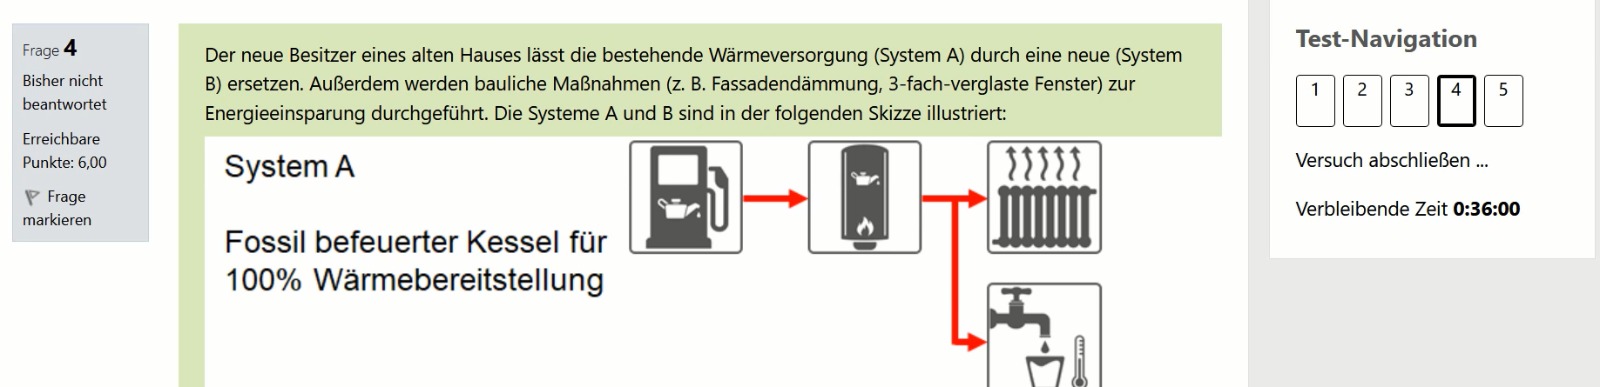 Frage 4
Bisher nicht
beantwortet
Erreichbare
Punkte: 6,00
Frage
markieren
Der neue Besitzer eines alten Hauses lässt die bestehende Wärmeversorgung (System A) durch eine neue (System
B) ersetzen. Außerdem werden bauliche Maßnahmen (z. B. Fassadendämmung, 3-fach-verglaste Fenster) zur
Energieeinsparung durchgeführt. Die Systeme A und B sind in der folgenden Skizze illustriert:
System A
Fossil befeuerter Kessel für
100% Wärmebereitstellung
Test-Navigation
1 2 3 4 5
Versuch abschließen ...
Verbleibende Zeit 0:36:00